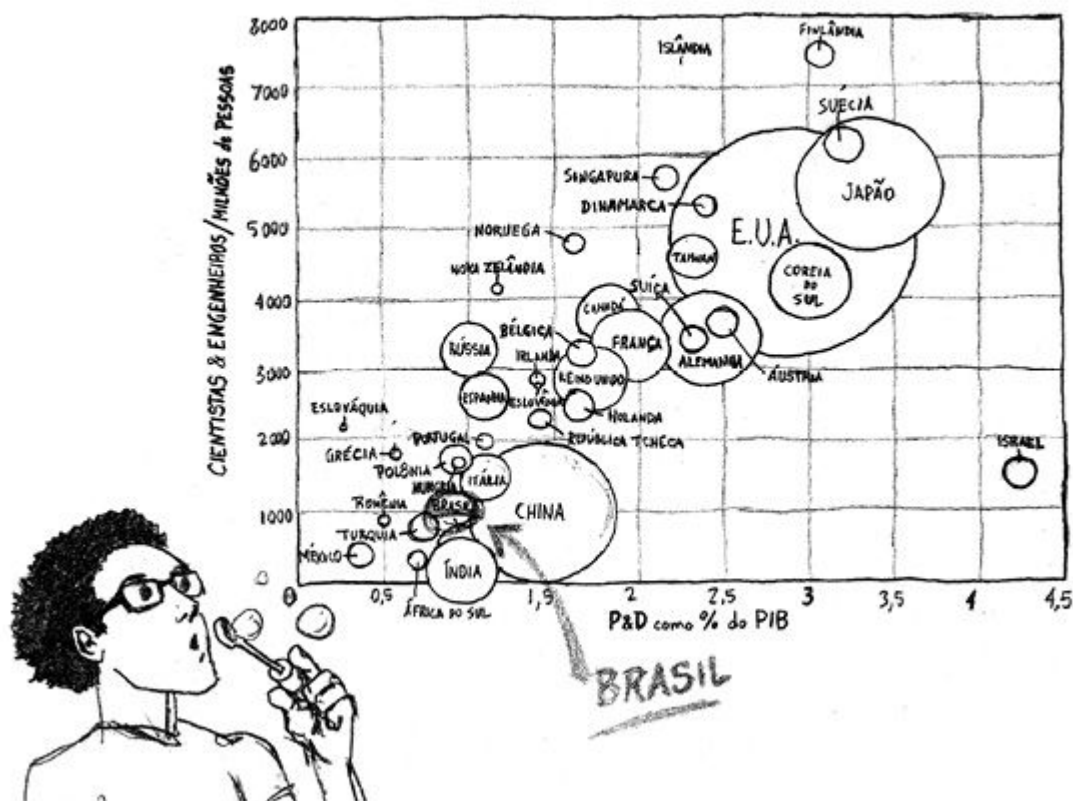 CIENTISTAS & ENGENHEIROS/MILHÕES de PESSOAS
8000
7000
6000
5000
4000
3000
2000
1000
0
ISLÂNDIA
FINLÂNDIA
SUÉCIA
SINGAPURA
JAPÃO
DINAMARCA
E.U.A.
NORUEGA
TAIWAN
NOVA ZELÂNDIA
SUÍÇA
COREIA
DO
SUL
CANADÁ
BÉLGICA
FRANÇA
RÚSSIA
IRLANDA
ALEMANHA
ÁUSTRIA
REINO UNIDO
ESPANHA
ESLOVÊNIA
HOLANDA
ESLOVÁQUIA
PORTUGAL
REPÚBLICA TCHECA
ISRAEL
GRÉCIA
POLÔNIA
ITÁLIA
HUNGRIA
ROMÊNIA
BRASIL
CHINA
TURQUIA
MÉXICO
ÍNDIA
ÁFRICA DO SUL
0 0,5 1,5 2 2,5 3 3,5 4 4,5
P&D como % do PIB
BRASIL